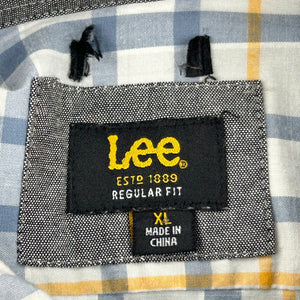 Lee®
ESTD 1889
REGULAR FIT
XL
MADE IN
CHINA